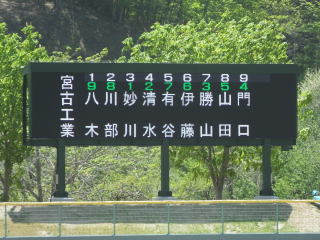 1 2 3 4 5 6 7 8 9
9 8 1 2 7 6 3 5 4
宮古工業
八木
川部
妙川
清水
有谷
伊藤
勝山
山田
門口